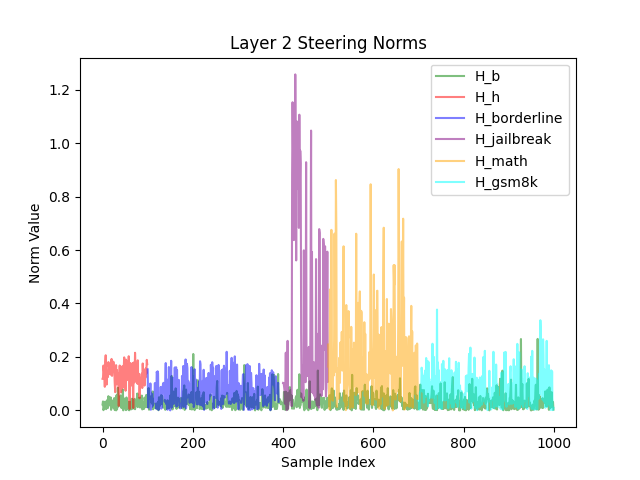 Layer 2 Steering Norms
H_b
H_h
H_borderline
H_jailbreak
H_math
H_gsm8k
Norm Value
1.2
1.0
0.8
0.6
0.4
0.2
0.0
0
200
400
600
800
1000
Sample Index